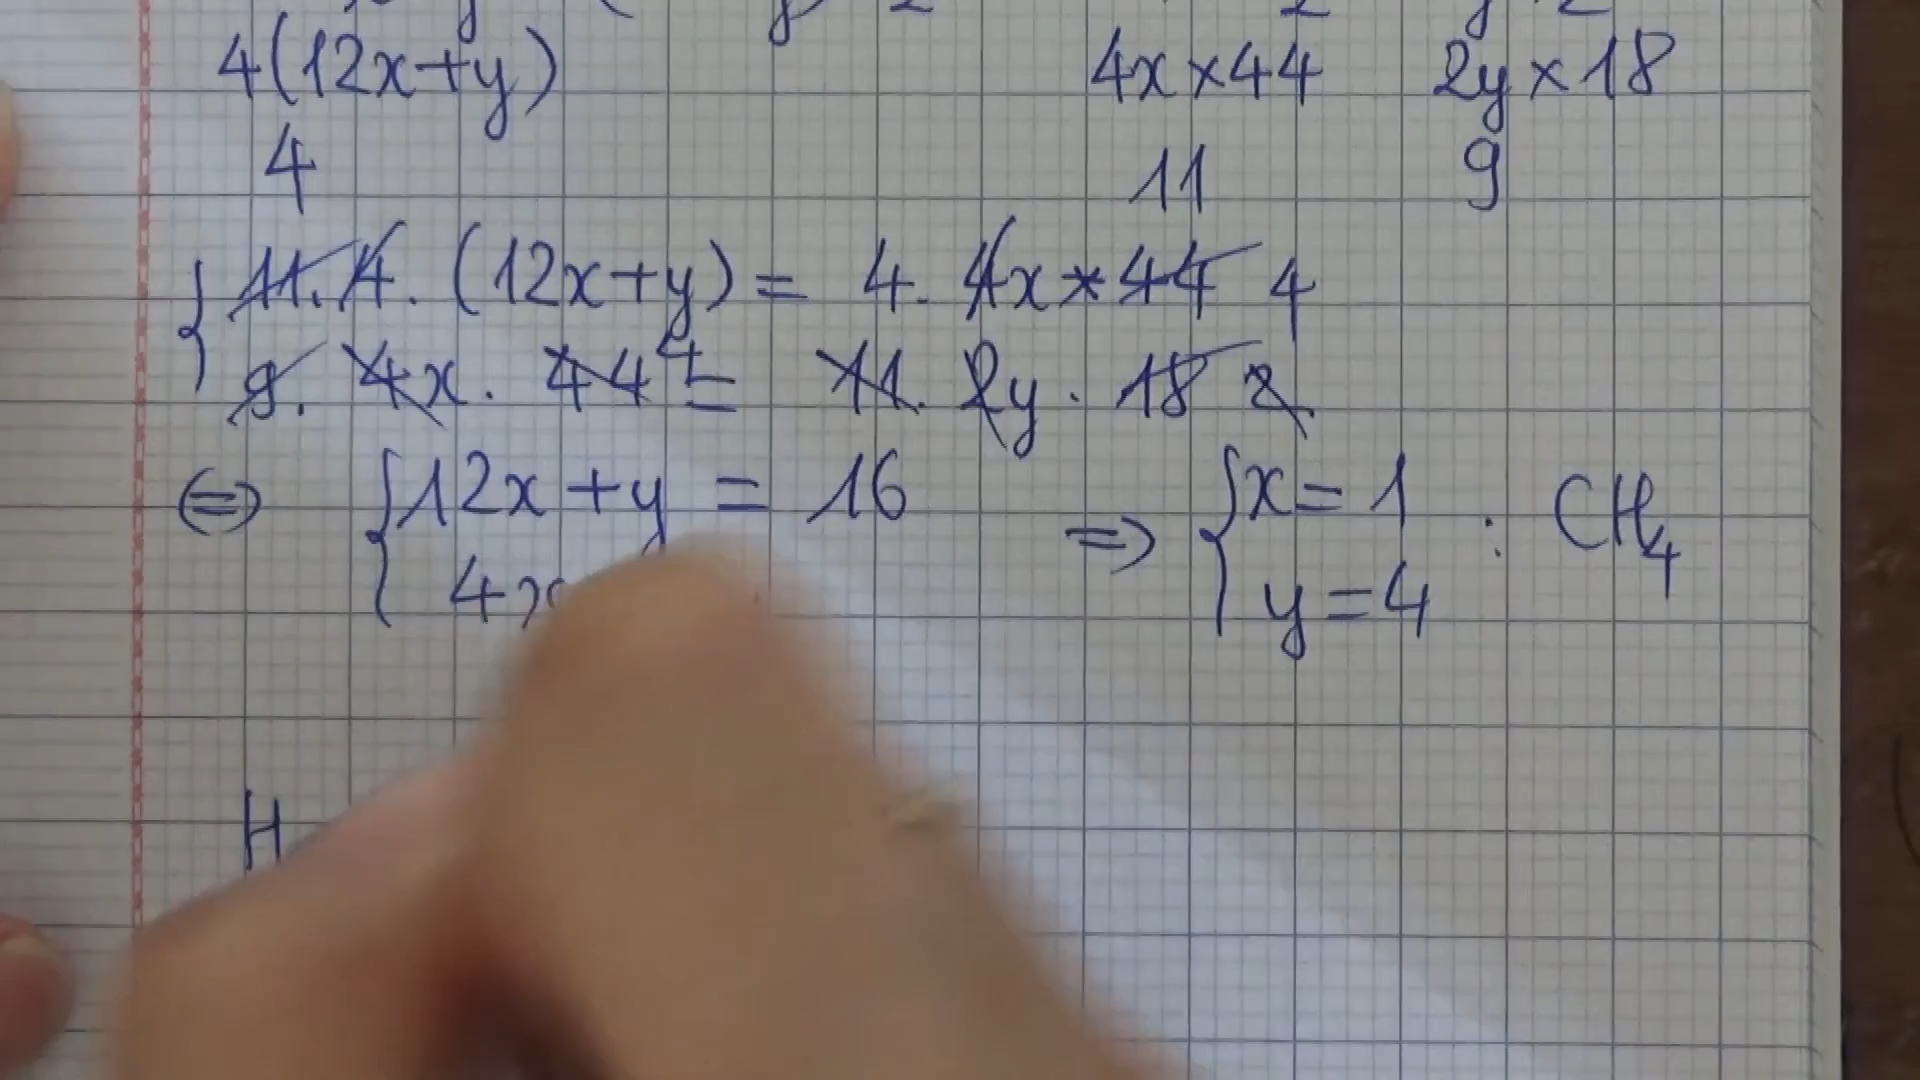 4(12x+y) 4x×44 2y×18
4 11 9
{ 11. 4. (12x+y) = 4. 4x×44 4
9. 4x. 44 4 = 11. 2y. 18 2
⇔ { 12x+y = 16 ⇒ { x=1 : CH₄
4x y=4
H